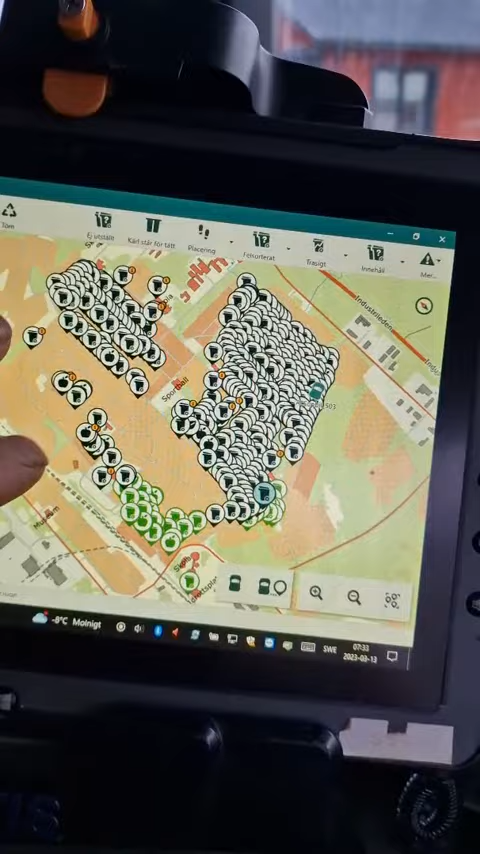 Töm
Ej utställt
Kärl står för tätt
Placering
Felsorterat
Trasigt
Innehåll
Mer...
Industrileden
Sporthall
-8°C Molnigt
SWE
07:33
2023-03-13